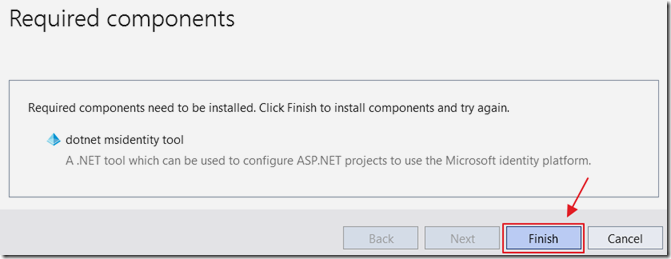 Required components
Required components need to be installed. Click Finish to install components and try again.
dotnet msidentity tool
A .NET tool which can be used to configure ASP.NET projects to use the Microsoft identity platform.
Back Next Finish Cancel